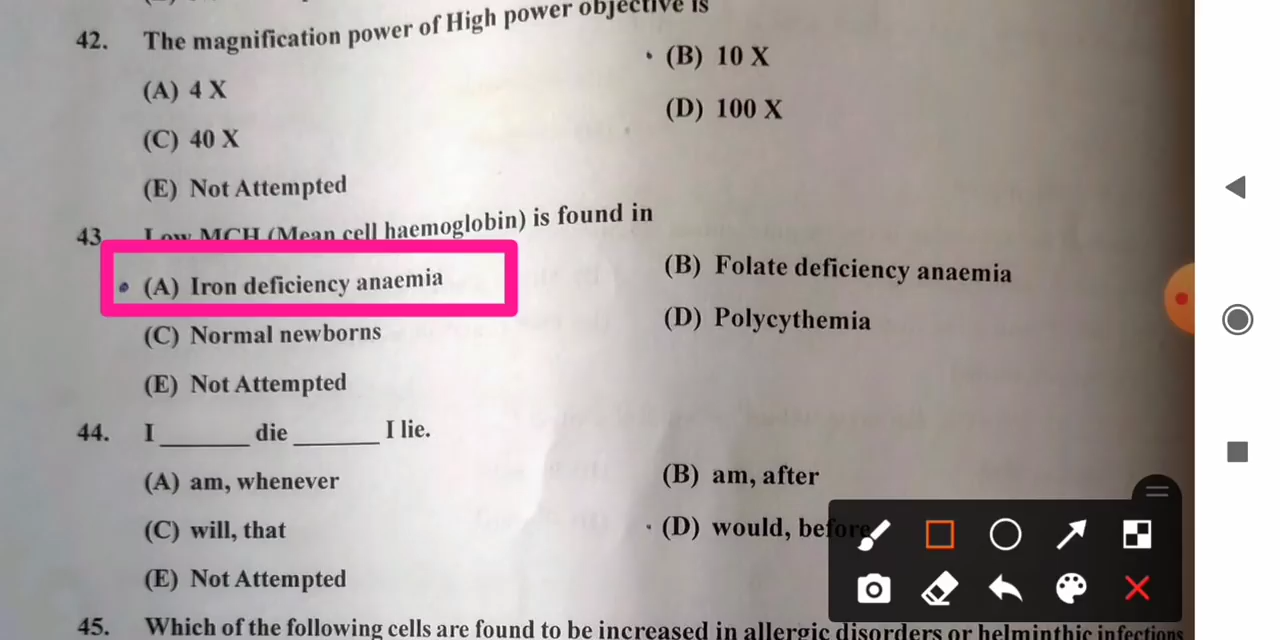 42. The magnification power of High power objective is
(A) 4 X
(B) 10 X
(C) 40 X
(D) 100 X
(E) Not Attempted
43 Low MCH (Mean cell haemoglobin) is found in
(A) Iron deficiency anaemia
(B) Folate deficiency anaemia
(C) Normal newborns
(D) Polycythemia
(E) Not Attempted
44. I ______ die ______ I lie.
(A) am, whenever
(B) am, after
(C) will, that
(D) would, before
(E) Not Attempted
45. Which of the following cells are found to be increased in allergic disorders or helminthic infections